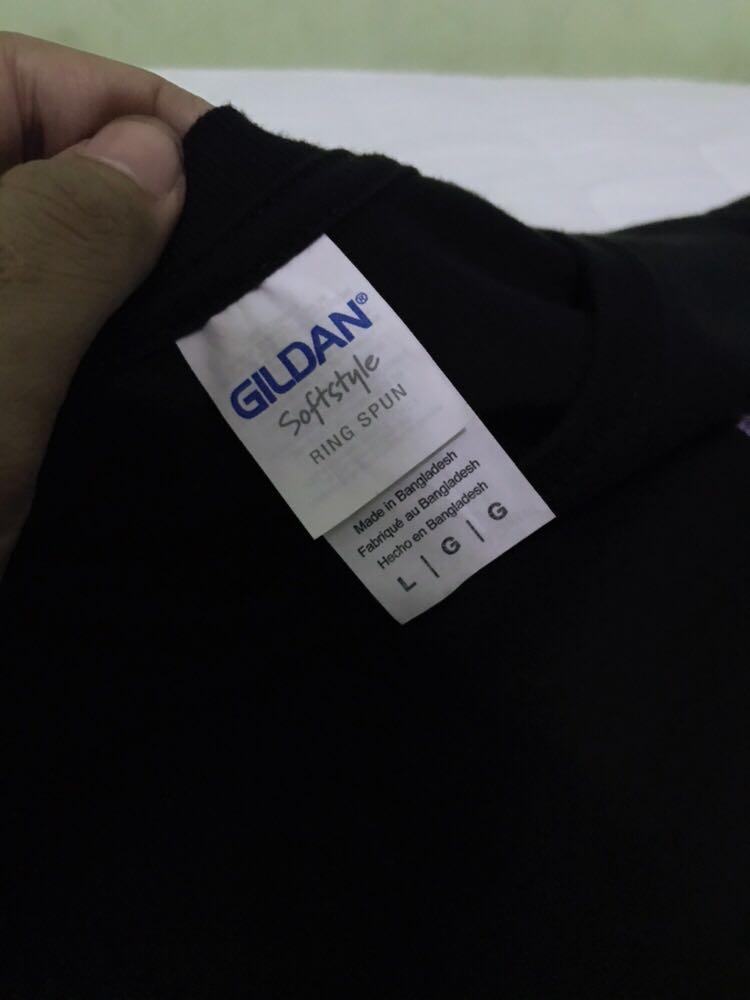 GILDAN®
Softstyle
RING SPUN
Made in Bangladesh
Fabriqué au Bangladesh
Hecho en Bangladesh
L | G | G